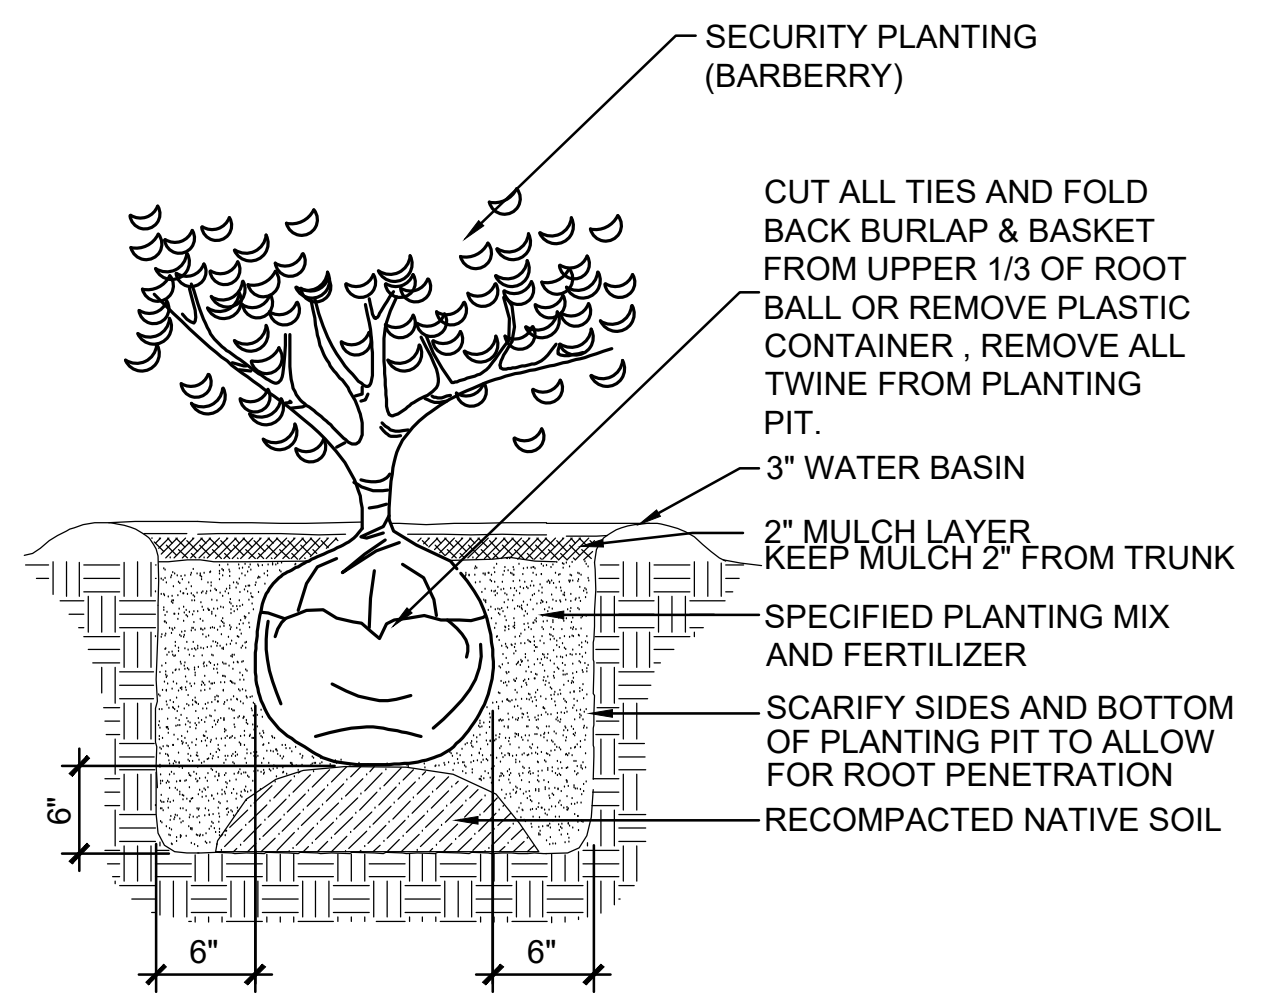 SECURITY PLANTING
(BARBERRY)
CUT ALL TIES AND FOLD
BACK BURLAP & BASKET
FROM UPPER 1/3 OF ROOT
BALL OR REMOVE PLASTIC
CONTAINER , REMOVE ALL
TWINE FROM PLANTING
PIT.
3" WATER BASIN
2" MULCH LAYER
KEEP MULCH 2" FROM TRUNK
SPECIFIED PLANTING MIX
AND FERTILIZER
SCARIFY SIDES AND BOTTOM
OF PLANTING PIT TO ALLOW
FOR ROOT PENETRATION
RECOMPACTED NATIVE SOIL
6"
6"
6"